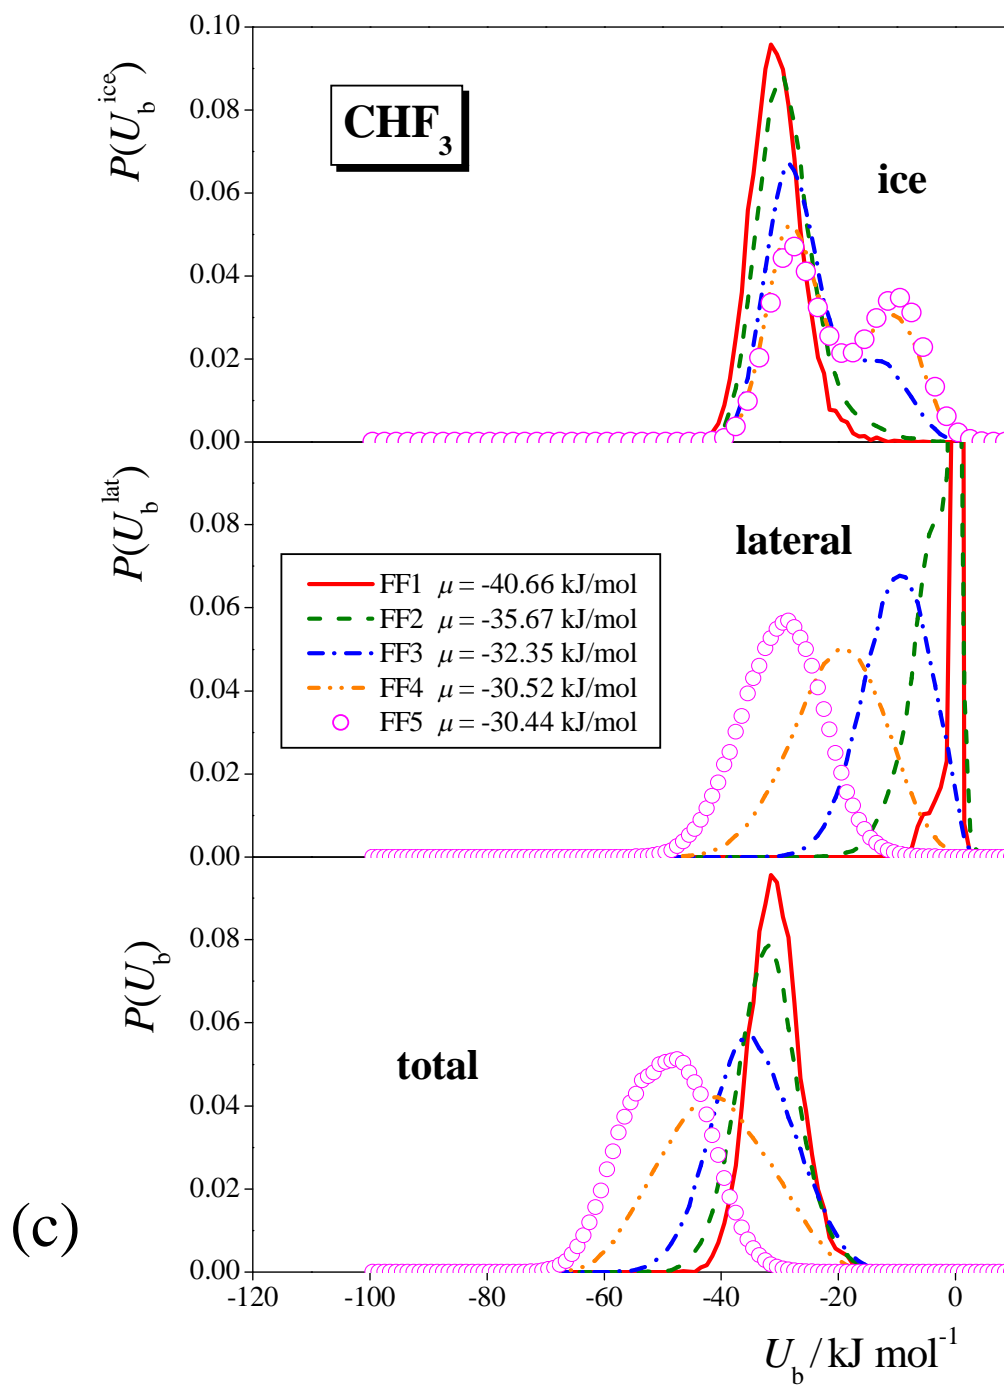 0.10
0.08
0.06
0.04
0.02
0.00
P(U_b^ice)
CHF3
ice
0.08
0.06
0.04
0.02
0.00
P(U_b^lat)
lateral
FF1 μ = -40.66 kJ/mol
FF2 μ = -35.67 kJ/mol
FF3 μ = -32.35 kJ/mol
FF4 μ = -30.52 kJ/mol
FF5 μ = -30.44 kJ/mol
0.08
0.06
0.04
0.02
0.00
P(U_b)
total
(c)
-120 -100 -80 -60 -40 -20 0
U_b / kJ mol^-1